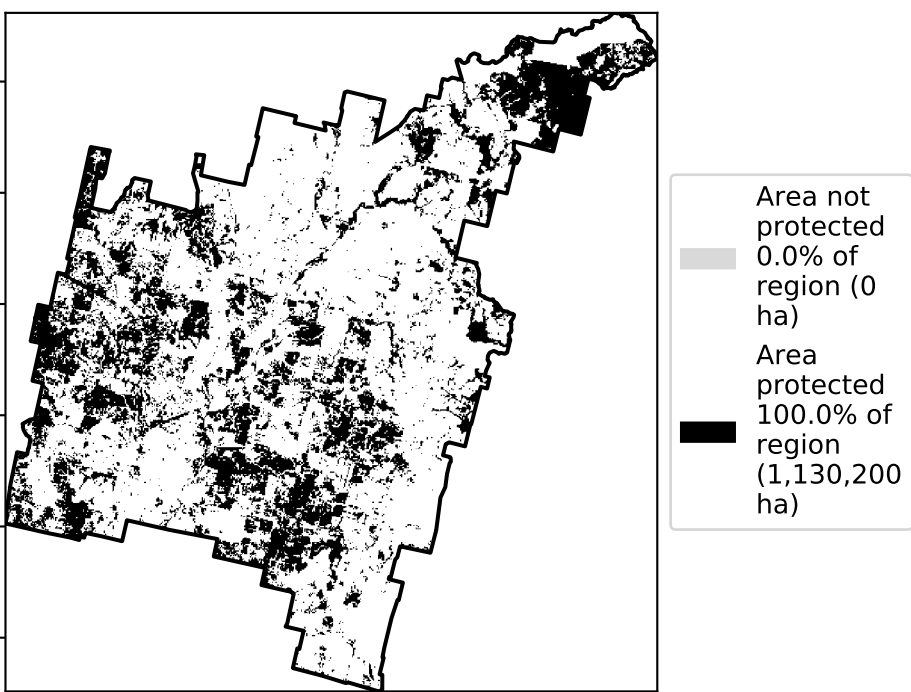 Area not
protected
0.0% of
region (0
ha)
Area
protected
100.0% of
region
(1,130,200
ha)